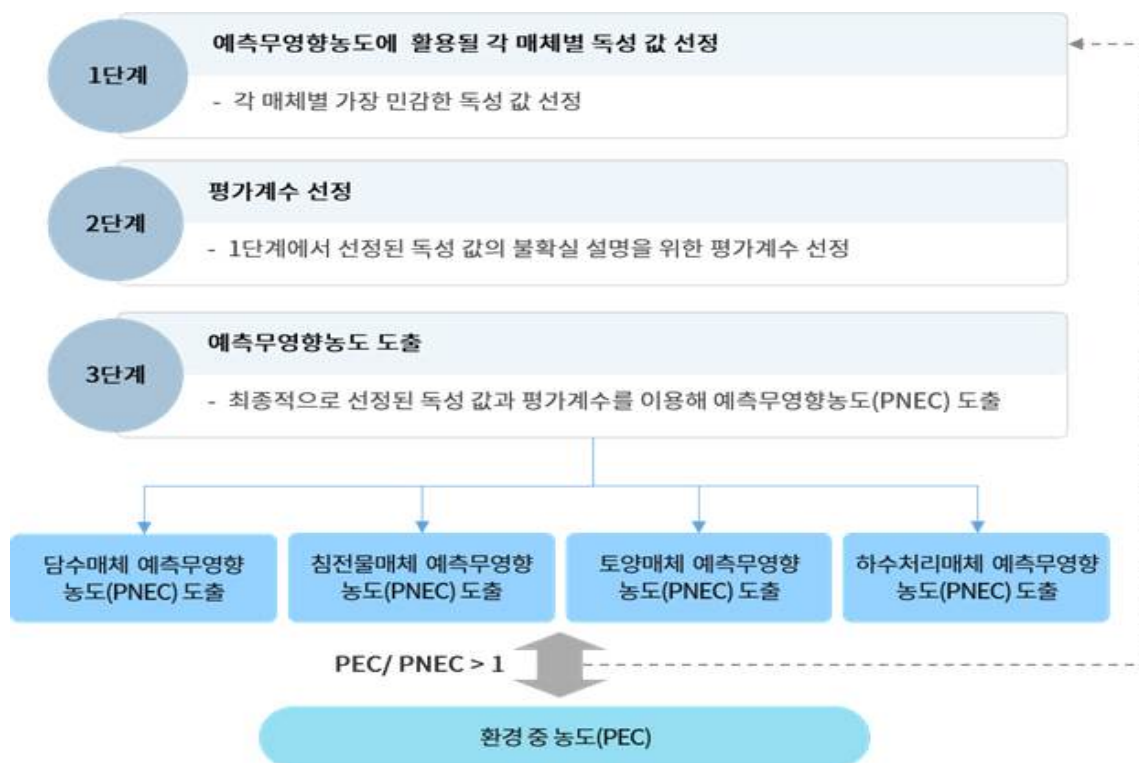 1단계
예측무영향농도에 활용될 각 매체별 독성 값 선정
- 각 매체별 가장 민감한 독성 값 선정
2단계
평가계수 선정
- 1단계에서 선정된 독성 값의 불확실 설명을 위한 평가계수 선정
3단계
예측무영향농도 도출
- 최종적으로 선정된 독성 값과 평가계수를 이용해 예측무영향농도(PNEC) 도출
담수매체 예측무영향
농도(PNEC) 도출
침전물매체 예측무영향
농도(PNEC) 도출
토양매체 예측무영향
농도(PNEC) 도출
하수처리매체 예측무영향
농도(PNEC) 도출
PEC/ PNEC > 1
환경 중 농도(PEC)